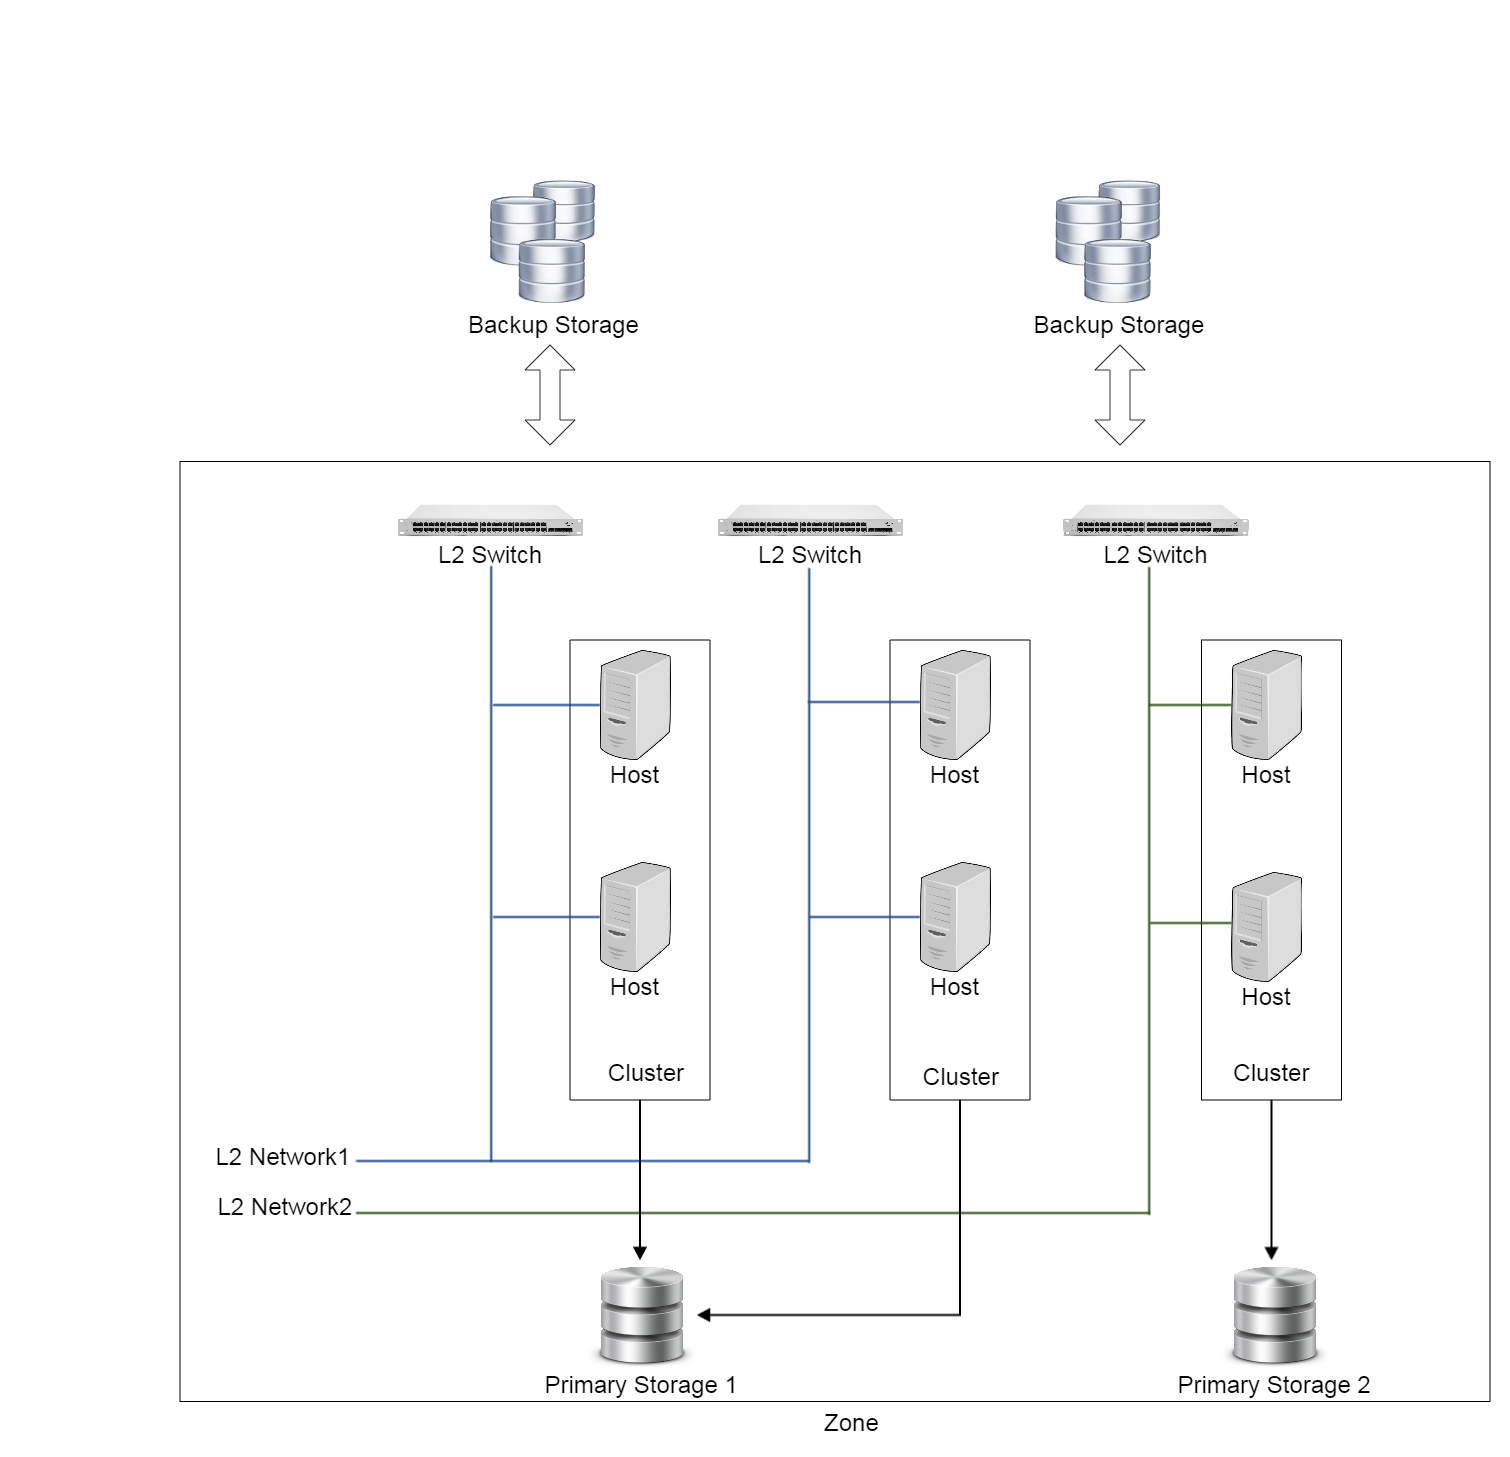 Backup Storage
Backup Storage
L2 Switch
L2 Switch
L2 Switch
Host
Host
Host
Host
Host
Host
Cluster
Cluster
Cluster
L2 Network1
L2 Network2
Primary Storage 1
Primary Storage 2
Zone